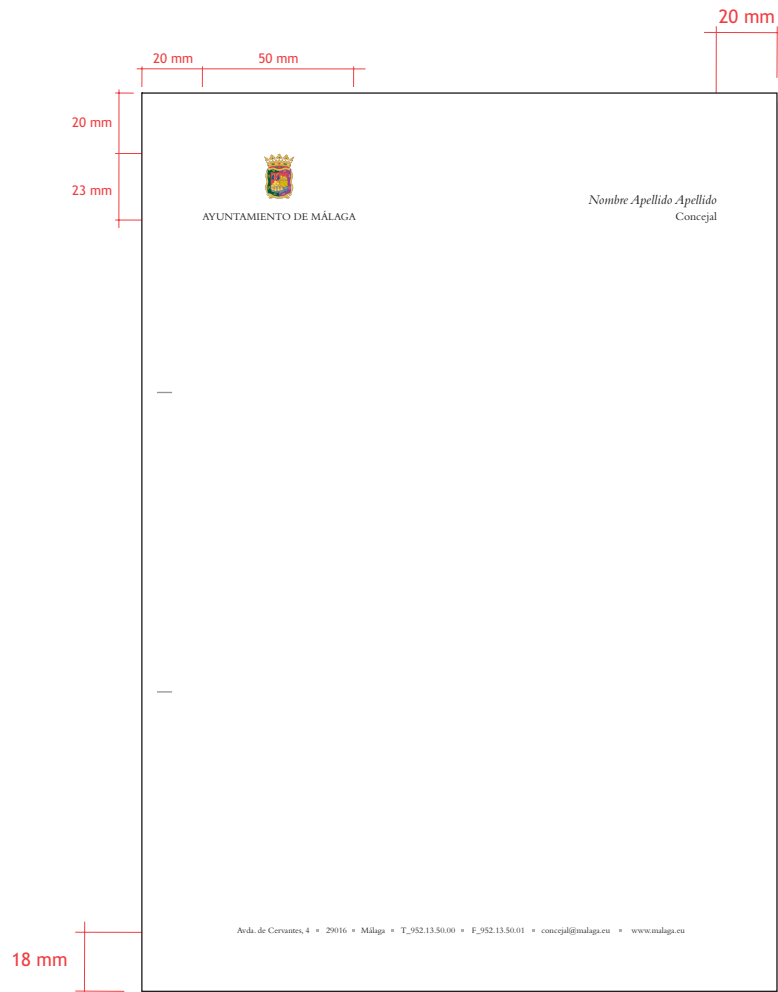 20 mm
20 mm 50 mm
20 mm
23 mm
Nombre Apellido Apellido
AYUNTAMIENTO DE MÁLAGA Concejal
Avda. de Cervantes, 4 ▪ 29016 ▪ Málaga ▪ T_952.13.50.00 ▪ F_952.13.50.01 ▪ concejal@malaga.eu ▪ www.malaga.eu
18 mm